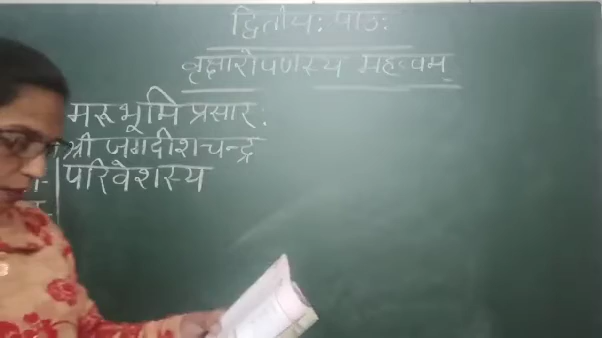 द्वितीय: पाठ:
वृक्षारोपणस्य महत्वम्
मरूभूमि प्रसार:
श्री जगदीशचन्द्र
परिवेशस्य